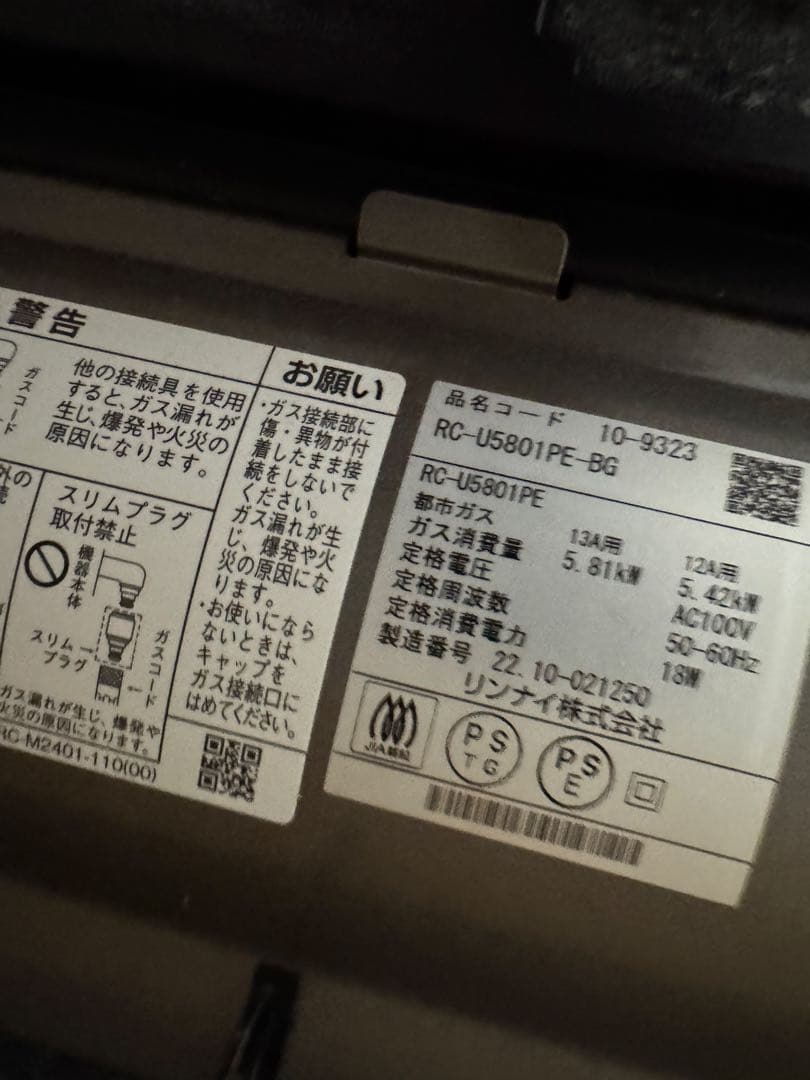 警告
ガスコード
他の接続具を使用
すると、ガス漏れが
生じ、爆発や火災の
原因になります。
外の
続
スリムプラグ
取付禁止
機器本体
スリム
プラグ
ガスコード
ガス漏れが生じ、爆発や
火災の原因になります。
RC-M2401-110(00)
お願い
・ガス接続部に
傷・異物が付
着したまま接
続をしないで
ください。
ガス漏れが生
じ、爆発や火
災の原因にな
ります。
・お使いになら
ないときは、
キャップを
ガス接続口に
はめてください。
品名コード 10-9323
RC-U5801PE-BG
RC-U5801PE
都市ガス 13A用 12A用
ガス消費量 5.81kW 5.42kW
定格電圧 AC100V
定格周波数 50-60Hz
定格消費電力 18W
製造番号 22.10-021250
リンナイ株式会社
PS
TG
PS
E